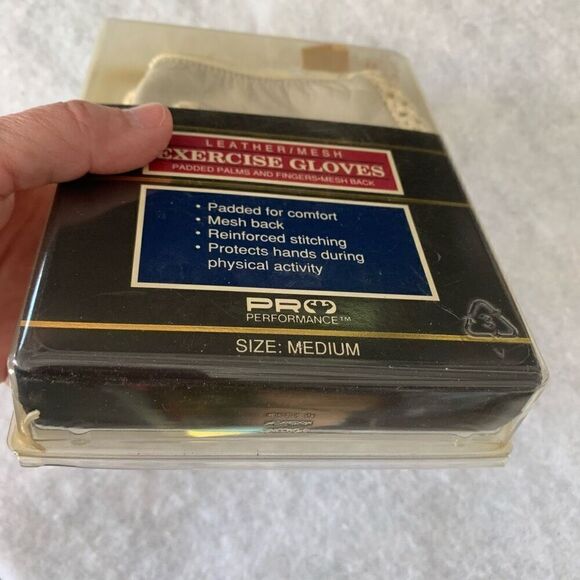 LEATHER/MESH
EXERCISE GLOVES
PADDED PALMS AND FINGERS•MESH BACK
• Padded for comfort
• Mesh back
• Reinforced stitching
• Protects hands during
physical activity
PRO
PERFORMANCE™
SIZE: MEDIUM